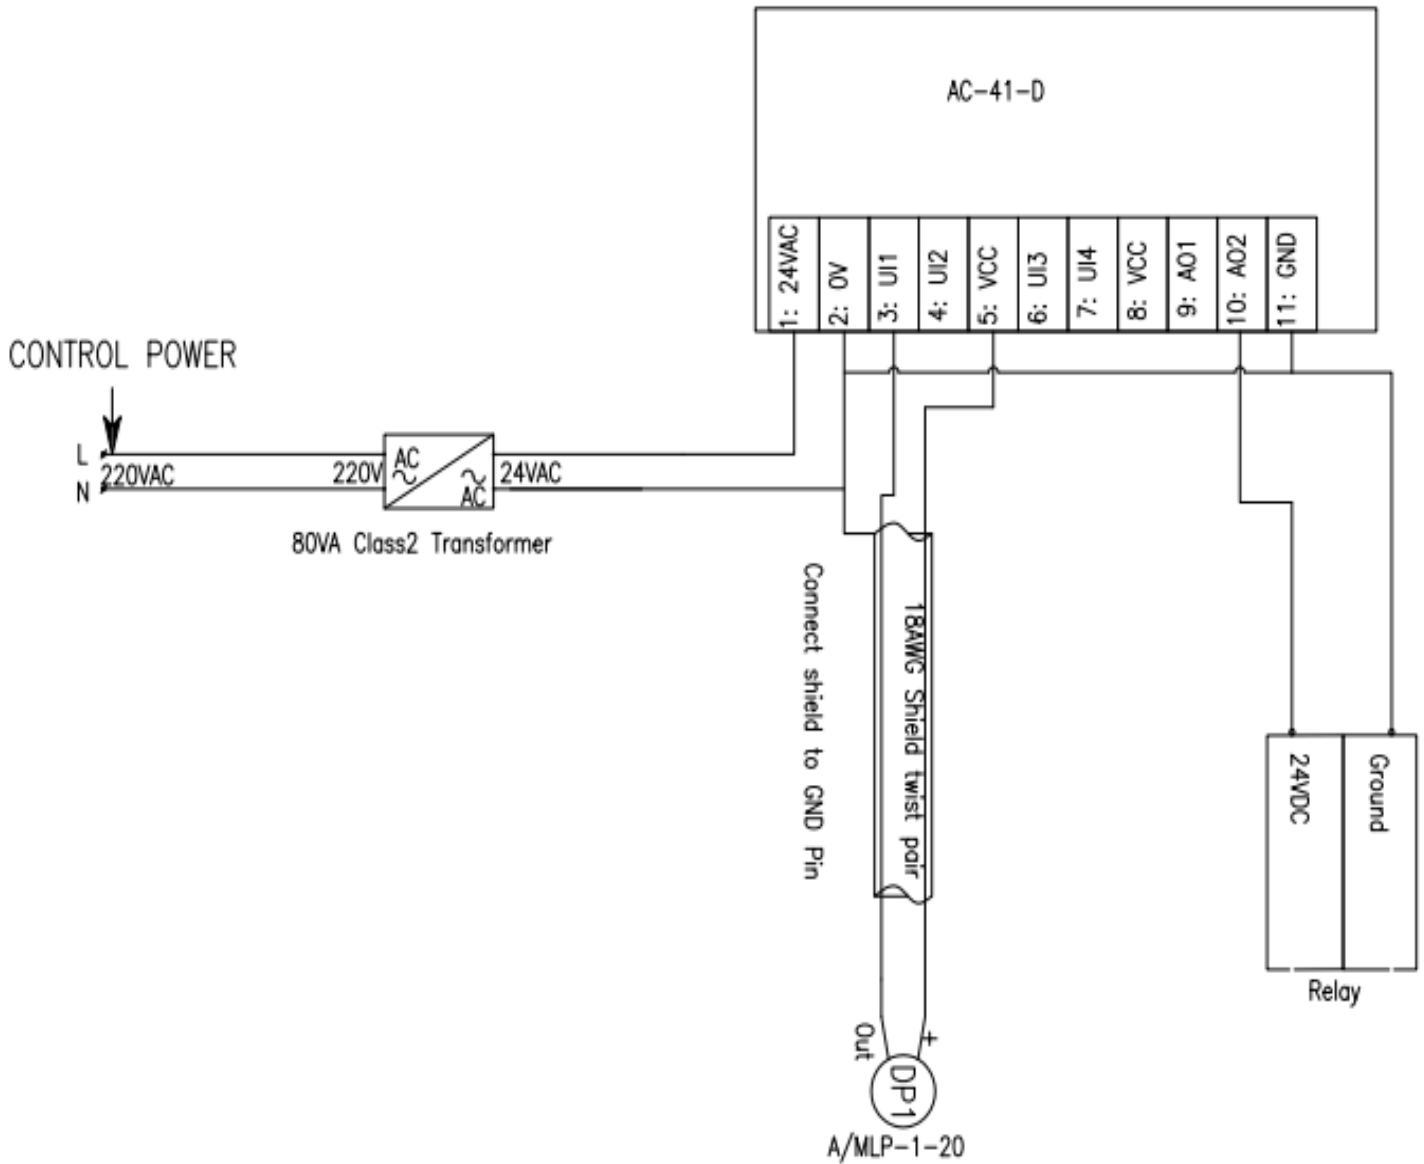 AC-41-D
1: 24VAC
2: 0V
3: UI1
4: UI2
5: VCC
6: UI3
7: UI4
8: VCC
9: AO1
10: AO2
11: GND
CONTROL POWER
L
220VAC
N
220V
AC
AC
24VAC
80VA Class2 Transformer
Connect shield to GND Pin
18AWG Shield twist pair
24VDC
Ground
Relay
Out
+
DP1
A/MLP-1-20